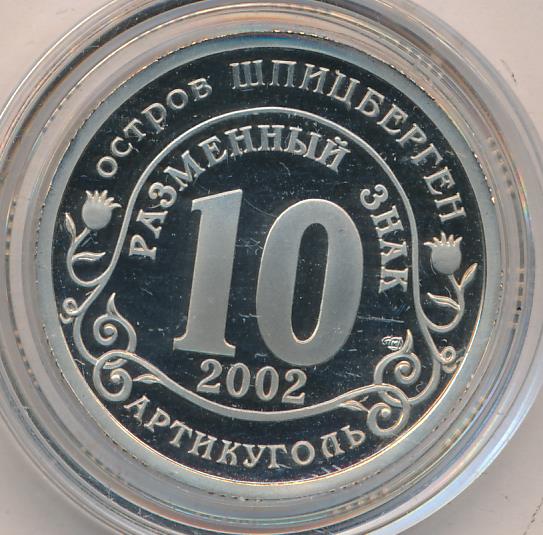 ОСТРОВ ШПИЦБЕРГЕН
РАЗМЕННЫЙ ЗНАК
10
2002
АРТИКУГОЛЬ